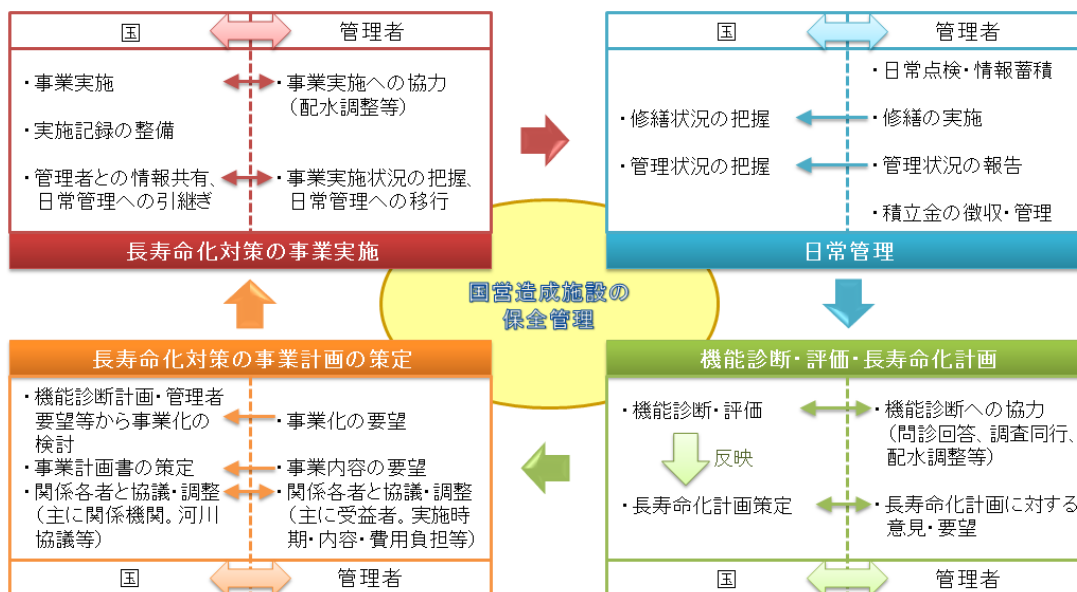 国 管理者
・事業実施
・事業実施への協力
(配水調整等)
・実施記録の整備
・管理者との情報共有、
日常管理への引継ぎ
・事業実施状況の把握、
日常管理への移行
長寿命化対策の事業実施
国 管理者
・日常点検・情報蓄積
・修繕状況の把握
・修繕の実施
・管理状況の把握
・管理状況の報告
・積立金の徴収・管理
日常管理
国営造成施設の
保全管理
長寿命化対策の事業計画の策定
・機能診断計画・管理者
要望等から事業化の
検討
・事業計画書の策定
・関係各者と協議・調整
(主に関係機関。河川
協議等)
・事業化の要望
・事業内容の要望
・関係各者と協議・調整
(主に受益者。実施時
期・内容・費用負担等)
国 管理者
機能診断・評価・長寿命化計画
・機能診断・評価
反映
・長寿命化計画策定
・機能診断への協力
(問診回答、調査同行、
配水調整等)
・長寿命化計画に対する
意見・要望
国 管理者